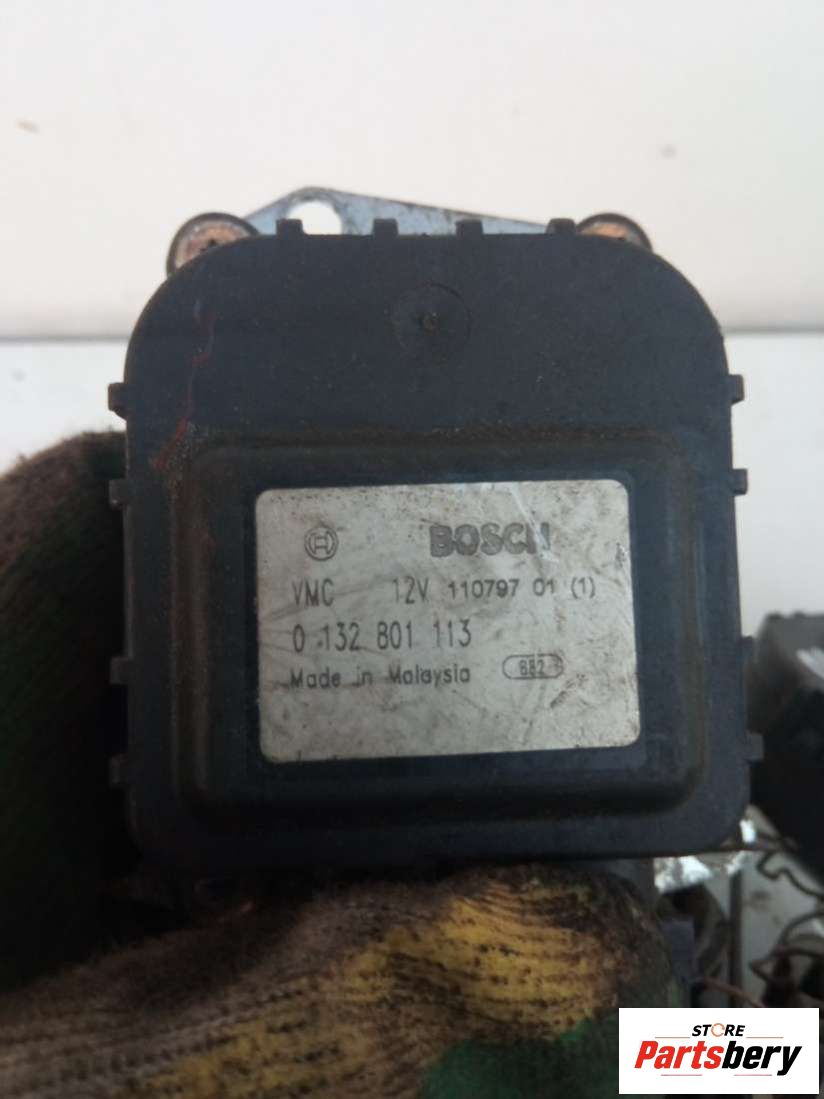 BOSCH
VMC 12V 110797 01 (1)
0 132 801 113
Made in Malaysia 882
STORE
Partsbery